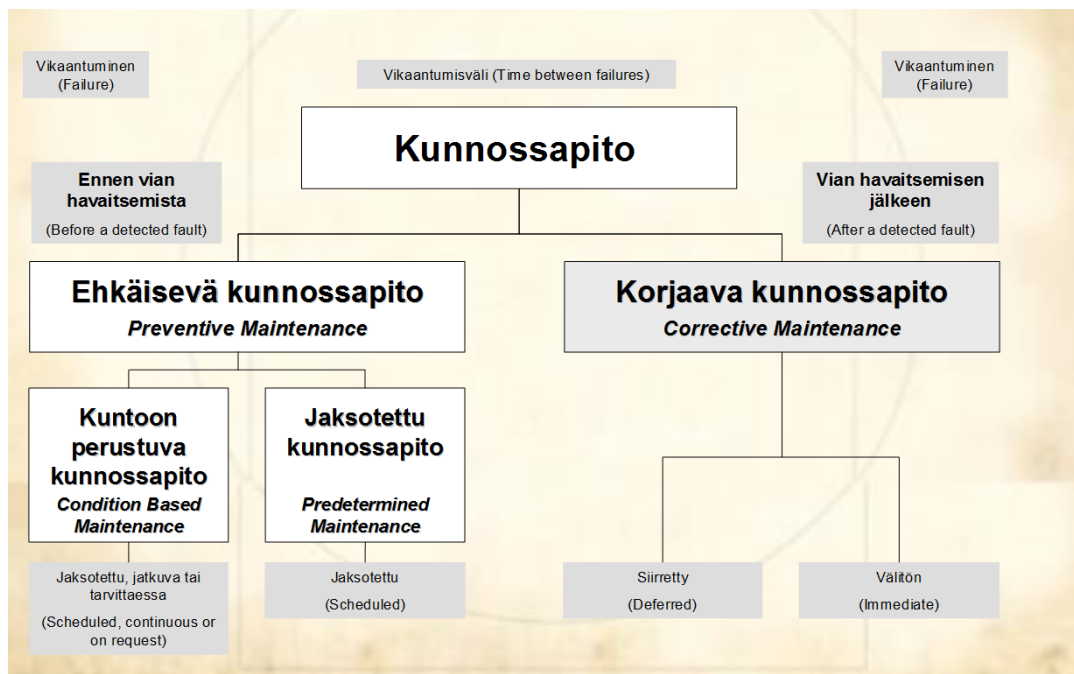 Vikaantuminen
(Failure)
Vikaantumisväli (Time between failures)
Vikaantuminen
(Failure)
Kunnossapito
Ennen vian
havaitsemista
(Before a detected fault)
Vian havaitsemisen
jälkeen
(After a detected fault)
Ehkäisevä kunnossapito
Preventive Maintenance
Korjaava kunnossapito
Corrective Maintenance
Kuntoon
perustuva
kunnossapito
Condition Based
Maintenance
Jaksotettu
kunnossapito
Predetermined
Maintenance
Jaksotettu, jatkuva tai
tarvittaessa
(Scheduled, continuous or
on request)
Jaksotettu
(Scheduled)
Siirretty
(Deferred)
Välitön
(Immediate)